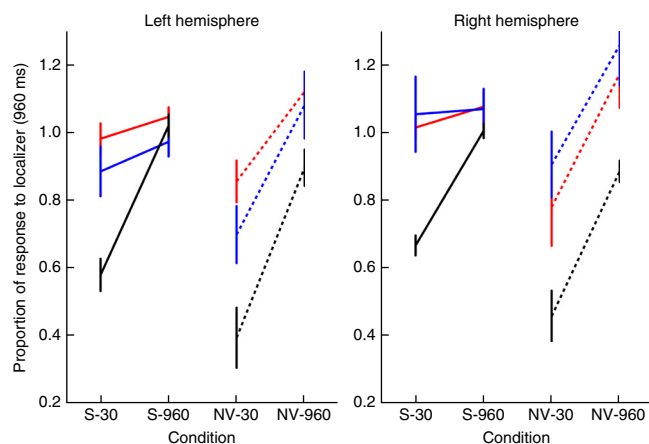 Left hemisphere
Right hemisphere
Proportion of response to localizer (960 ms)
1.2
1.0
0.8
0.6
0.4
0.2
S-30 S-960 NV-30 NV-960
Condition
1.2
1.0
0.8
0.6
0.4
0.2
S-30 S-960 NV-30 NV-960
Condition